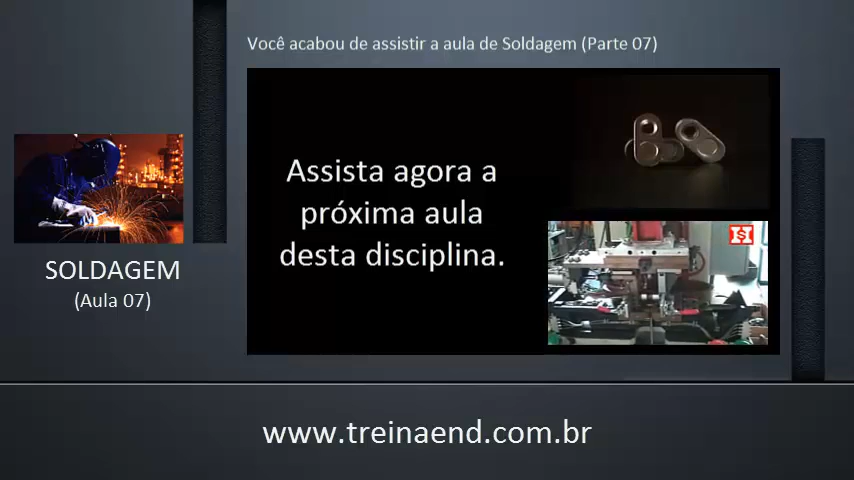 Você acabou de assistir a aula de Soldagem (Parte 07)
Assista agora a
próxima aula
desta disciplina.
SOLDAGEM
(Aula 07)
www.treinaend.com.br